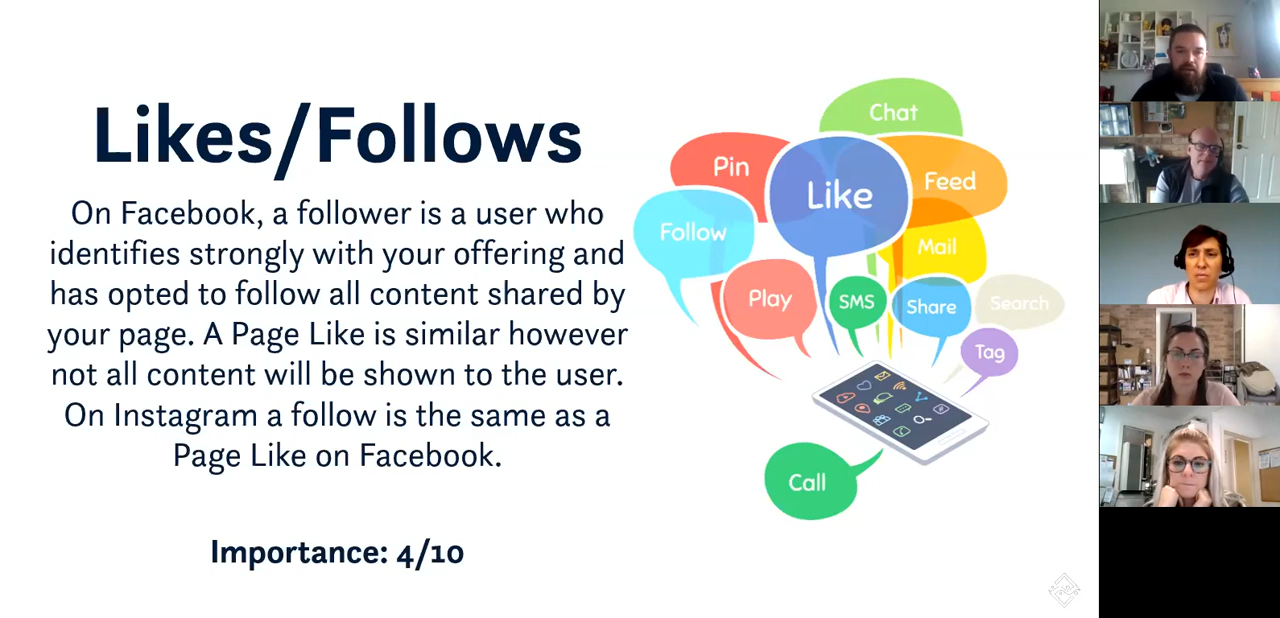 Likes/Follows
On Facebook, a follower is a user who
identifies strongly with your offering and
has opted to follow all content shared by
your page. A Page Like is similar however
not all content will be shown to the user.
On Instagram a follow is the same as a
Page Like on Facebook.
Importance: 4/10
Chat
Pin
Like
Feed
Follow
Mail
Play
SMS
Share
Search
Tag
Call